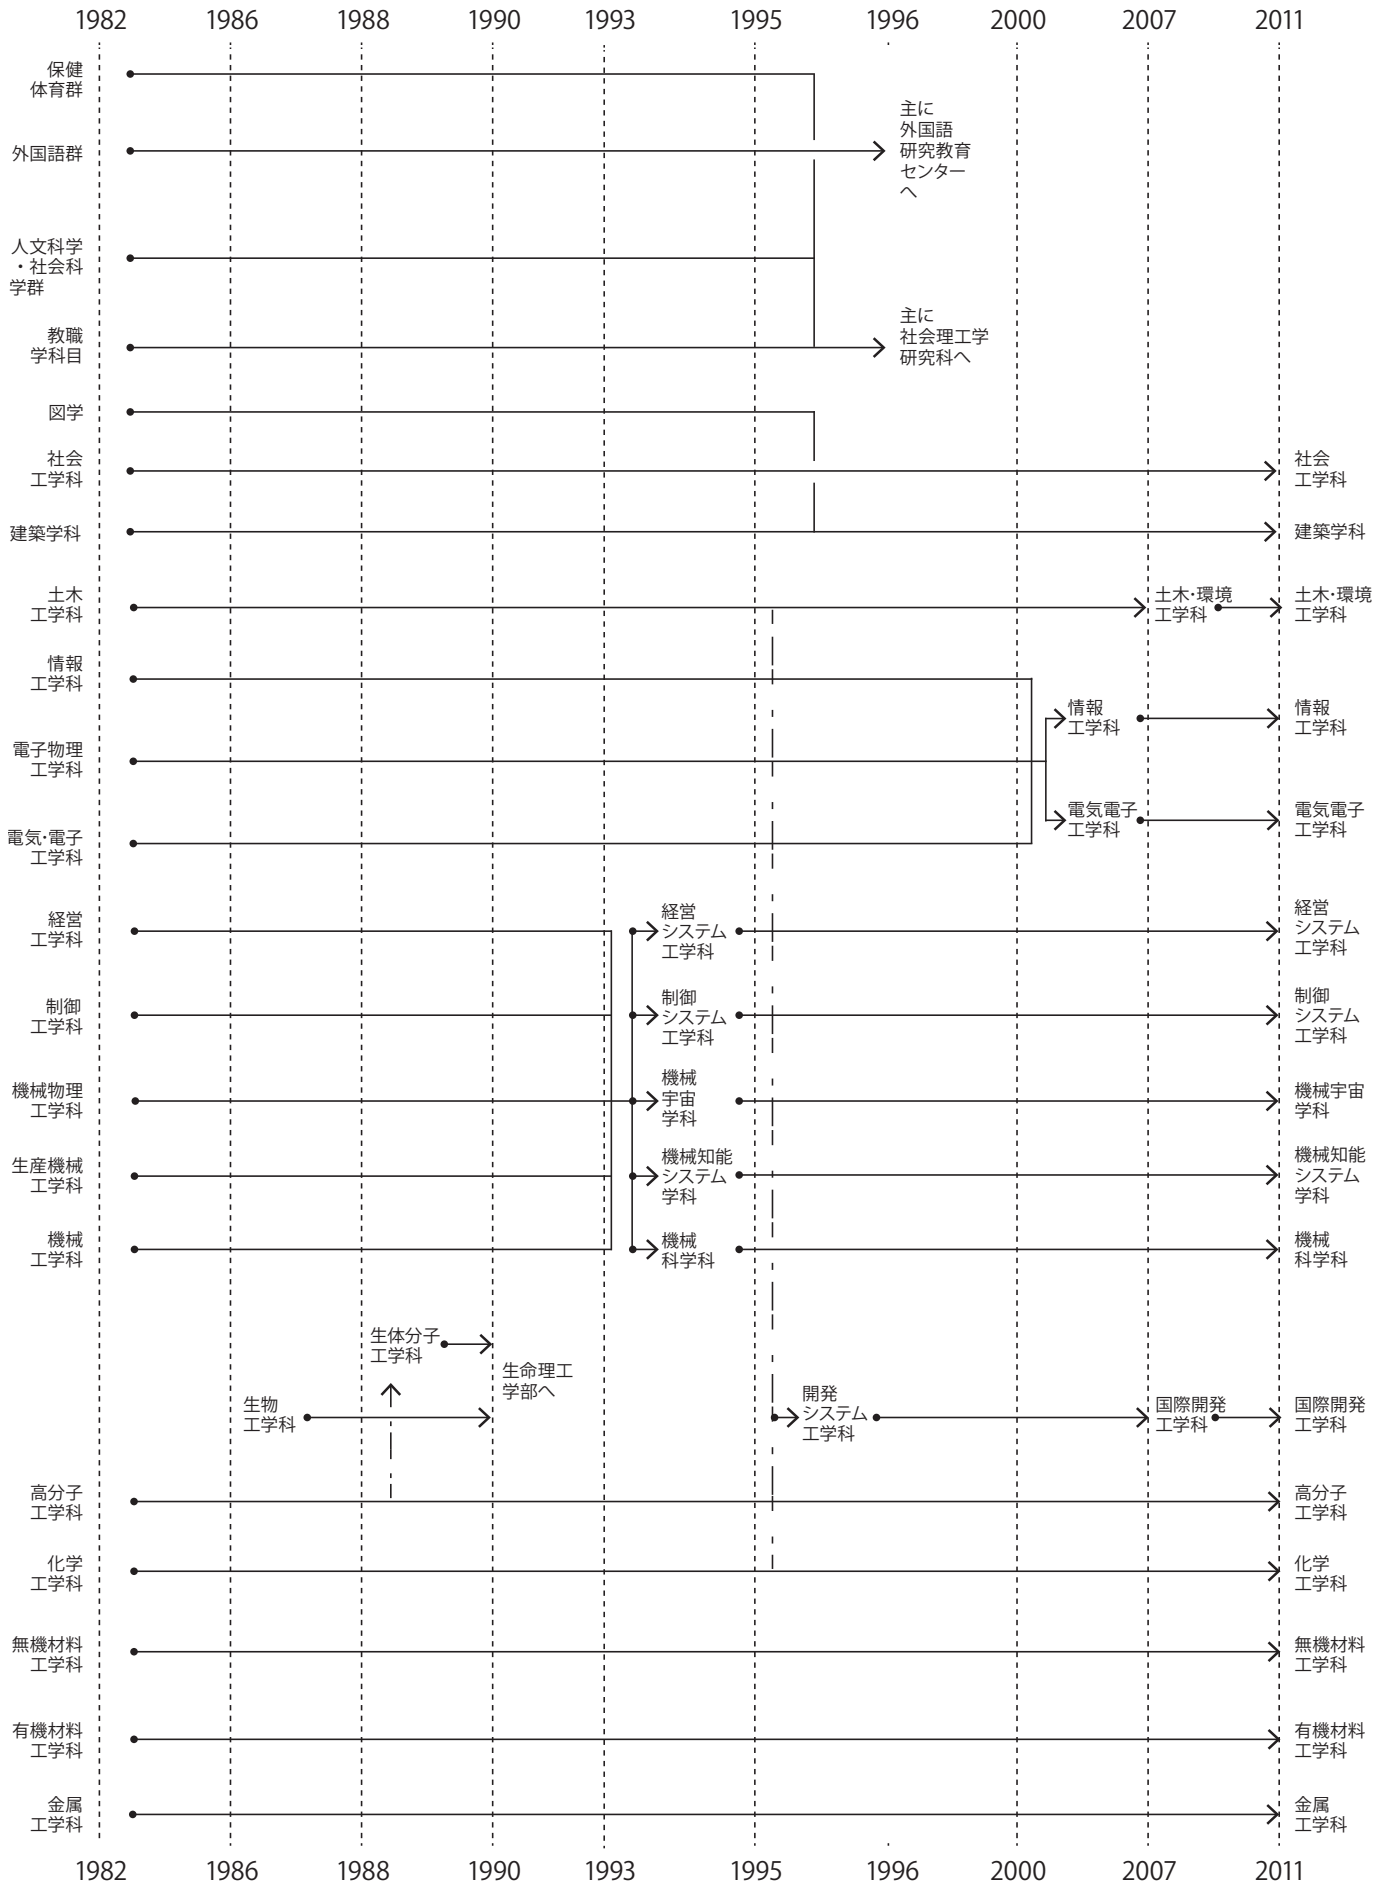 1982 1986 1988 1990 1993 1995 1996 2000 2007 2011
保健
体育群
外国語群
主に
外国語
研究教育
センター
へ
人文科学
・社会科
学群
教職
学科目
主に
社会理工学
研究科へ
図学
社会
工学科
社会
工学科
建築学科
建築学科
土木
工学科
土木・環境
工学科
土木・環境
工学科
情報
工学科
情報
工学科
情報
工学科
電子物理
工学科
電気・電子
工学科
電気電子
工学科
電気電子
工学科
経営
工学科
経営
システム
工学科
経営
システム
工学科
制御
工学科
制御
システム
工学科
制御
システム
工学科
機械物理
工学科
機械
宇宙
学科
機械宇宙
学科
生産機械
工学科
機械知能
システム
学科
機械知能
システム
学科
機械
工学科
機械
科学科
機械
科学科
生体分子
工学科
生命理工
学部へ
生物
工学科
開発
システム
工学科
国際開発
工学科
国際開発
工学科
高分子
工学科
高分子
工学科
化学
工学科
化学
工学科
無機材料
工学科
無機材料
工学科
有機材料
工学科
有機材料
工学科
金属
工学科
金属
工学科
1982 1986 1988 1990 1993 1995 1996 2000 2007 2011